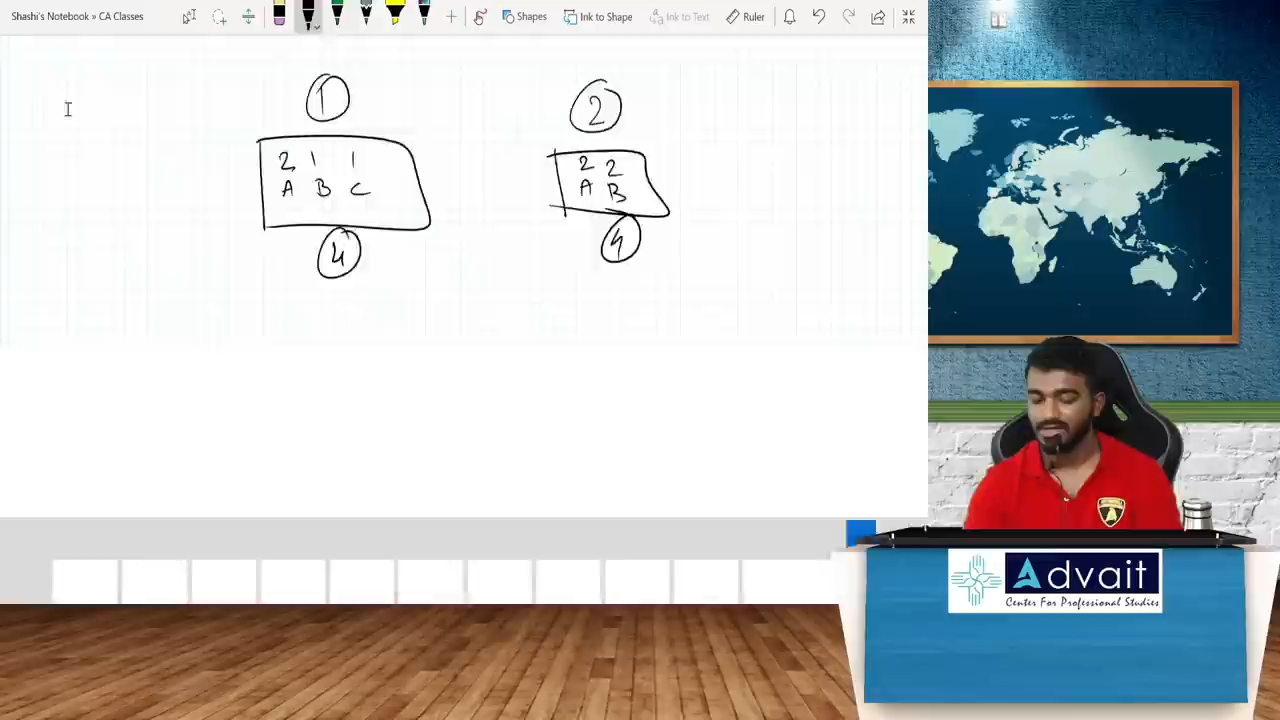 Shashi's Notebook » CA Classes
Shapes
Ink to Shape
Ink to Text
Ruler
1
2 1 1
A B C
4
2
2 2
A B
4
Advait
Center For Professional Studies